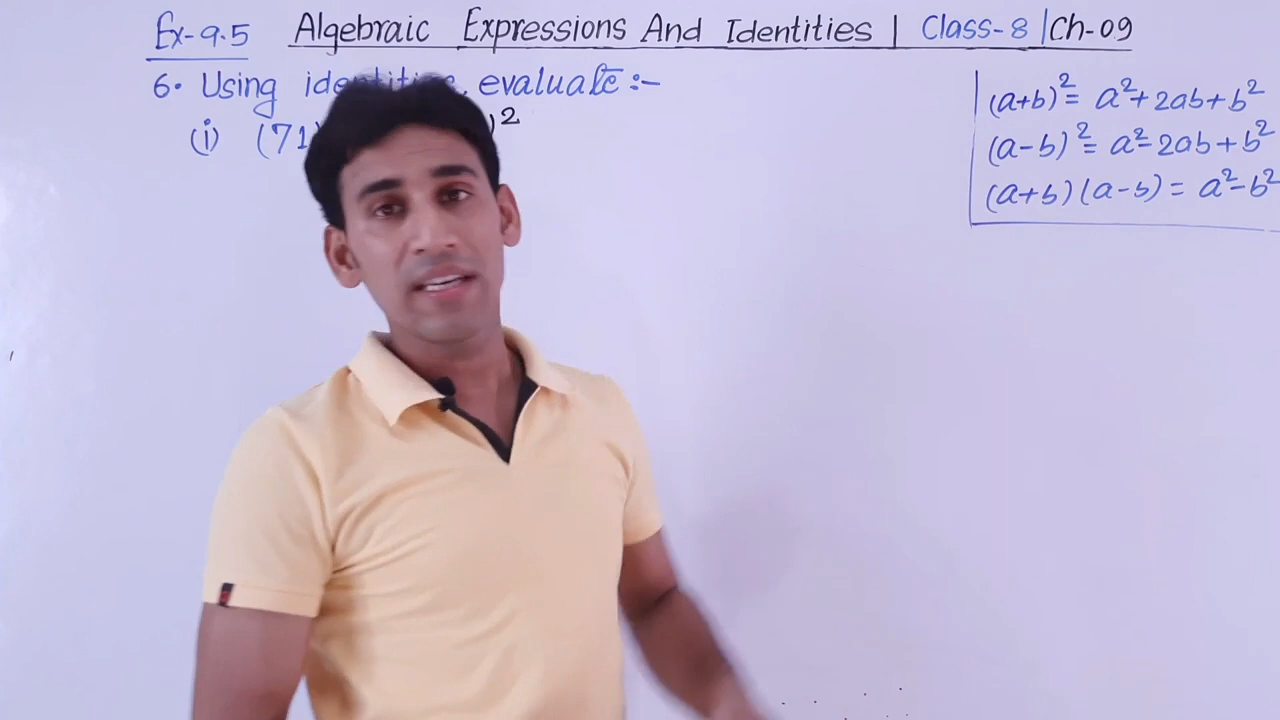 Ex-9.5 Algebraic Expressions And Identities | Class-8 | Ch-09
6. Using evaluate :-
(i) (71 )²
(a+b)² = a² + 2ab + b²
(a-b)² = a² - 2ab + b²
(a+b)(a-b) = a² - b²